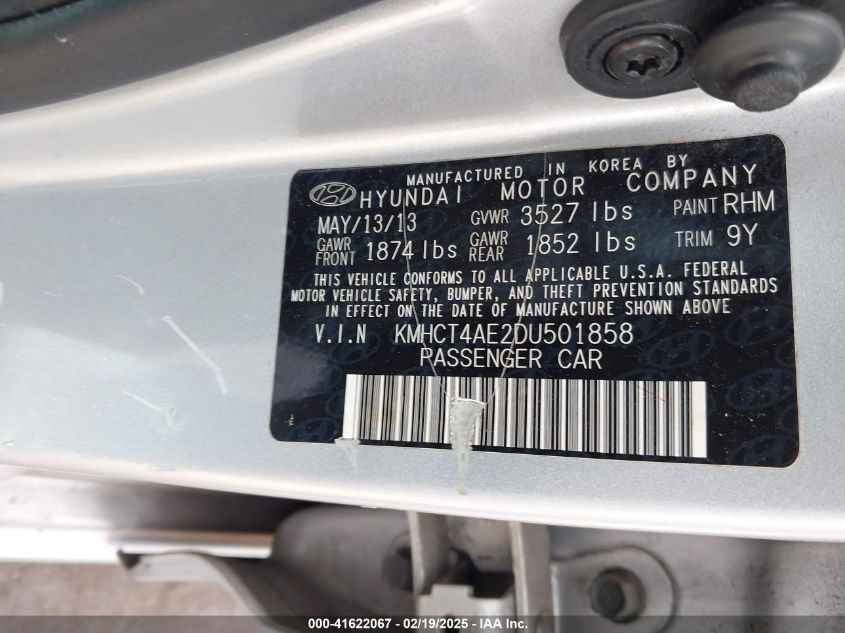 MANUFACTURED IN KOREA BY
HYUNDAI MOTOR COMPANY
MAY/13/13 GVWR 3527 lbs PAINT RHM
GAWR FRONT 1874 lbs GAWR REAR 1852 lbs TRIM 9Y
THIS VEHICLE CONFORMS TO ALL APPLICABLE U.S.A. FEDERAL
MOTOR VEHICLE SAFETY, BUMPER, AND THEFT PREVENTION STANDARDS
IN EFFECT ON THE DATE OF MANUFACTURE SHOWN ABOVE
V.I.N KMHCT4AE2DU501858
PASSENGER CAR
000-41622067 - 02/19/2025 - IAA Inc.